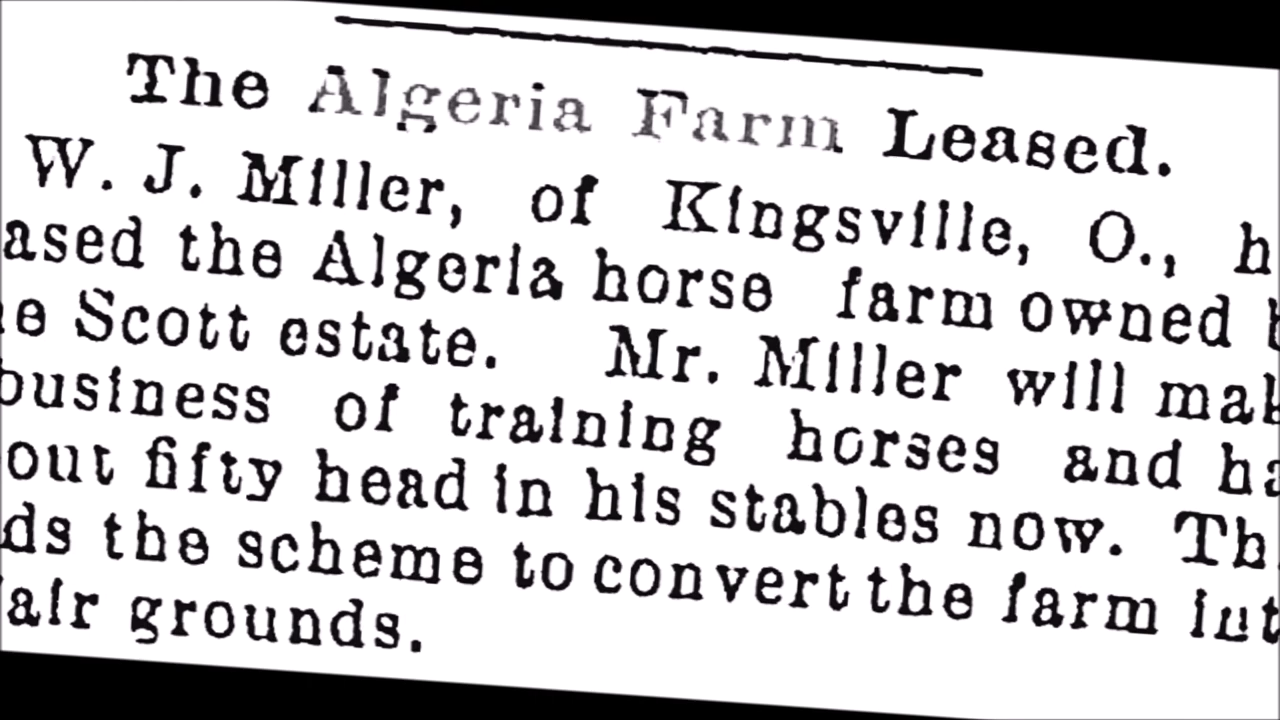 The Algeria Farm Leased.
W. J. Miller, of Kingsville, O., h
ased the Algeria horse farm owned b
e Scott estate. Mr. Miller will mak
business of training horses and ha
out fifty head in his stables now. Th
ds the scheme to convert the farm int
air grounds.